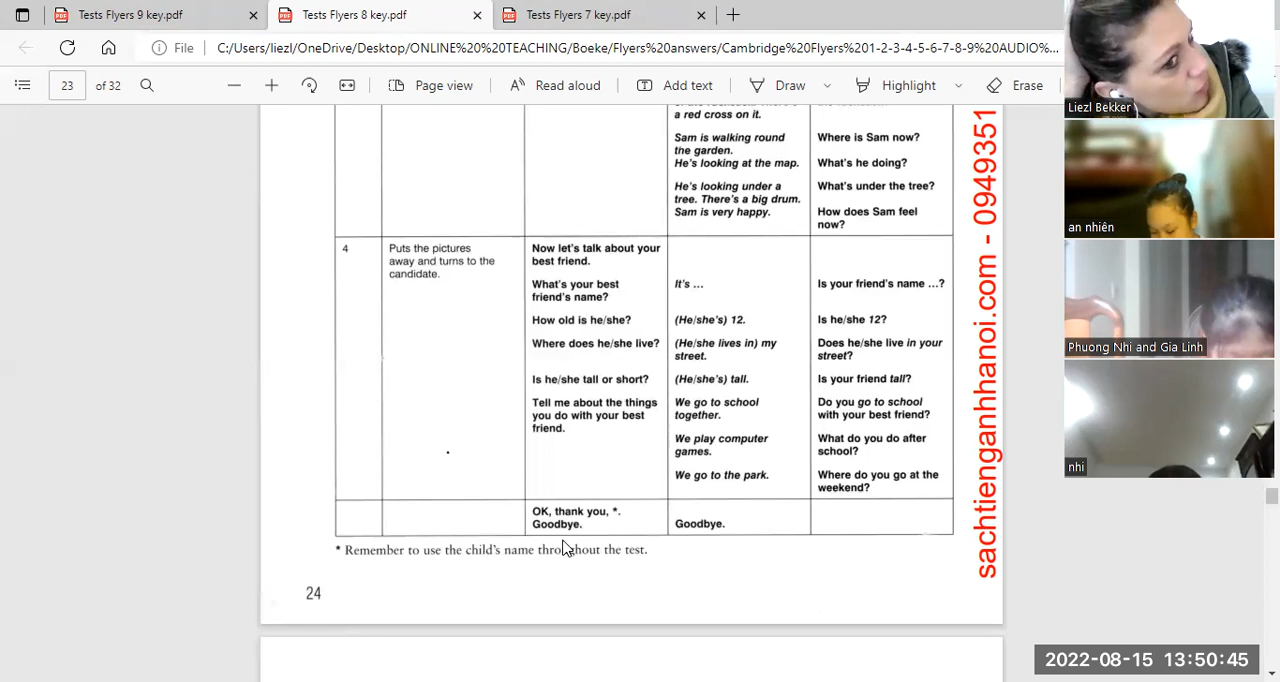 Tests Flyers 9 key.pdf
Tests Flyers 8 key.pdf
Tests Flyers 7 key.pdf
File
C:/Users/liezl/OneDrive/Desktop/ONLINE%20%20TEACHING/Boeke/Flyers%20answers/Cambridge%20Flyers%201-2-3-4-5-6-7-8-9%20AUDIO%...
23 of 32
Page view
Read aloud
Add text
Draw
Highlight
Erase
a red cross on it.
Sam is walking round
the garden.
He's looking at the map.
He's looking under a
tree. There's a big drum.
Sam is very happy.
Where is Sam now?
What's he doing?
What's under the tree?
How does Sam feel
now?
4
Puts the pictures
away and turns to the
candidate.
Now let's talk about your
best friend.
What's your best
friend's name?
It's ...
Is your friend's name ...?
How old is he/she?
(He/she's) 12.
Is he/she 12?
Where does he/she live?
(He/she lives in) my
street.
Does he/she live in your
street?
Is he/she tall or short?
(He/she's) tall.
Is your friend tall?
Tell me about the things
you do with your best
friend.
We go to school
together.
Do you go to school
with your best friend?
We play computer
games.
What do you do after
school?
We go to the park.
Where do you go at the
weekend?
OK, thank you, *.
Goodbye.
Goodbye.
* Remember to use the child's name throughout the test.
24
sachtienganhhanoi.com - 0949351
Liezl Bekker
an nhiên
Phuong Nhi and Gia Linh
nhi
2022-08-15 13:50:45